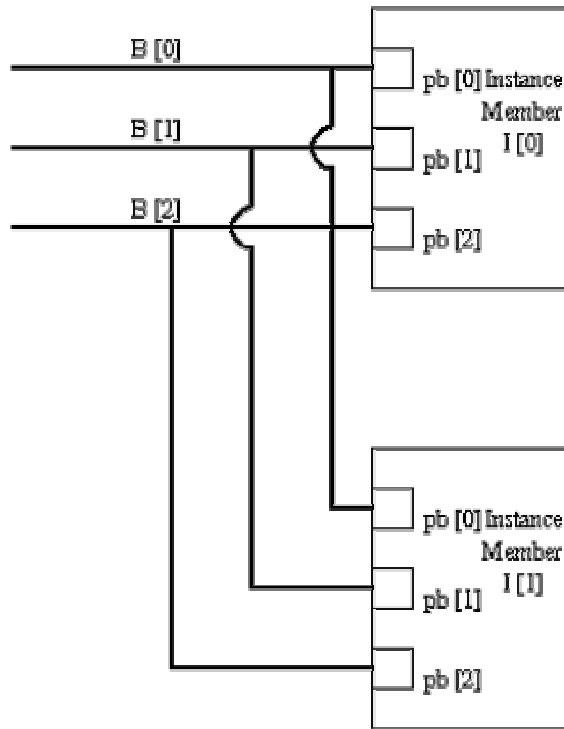 B [0]
pb [0] Instance
Member
I [0]
B [1]
pb [1]
B [2]
pb [2]
pb [0] Instance
Member
I [1]
pb [1]
pb [2]